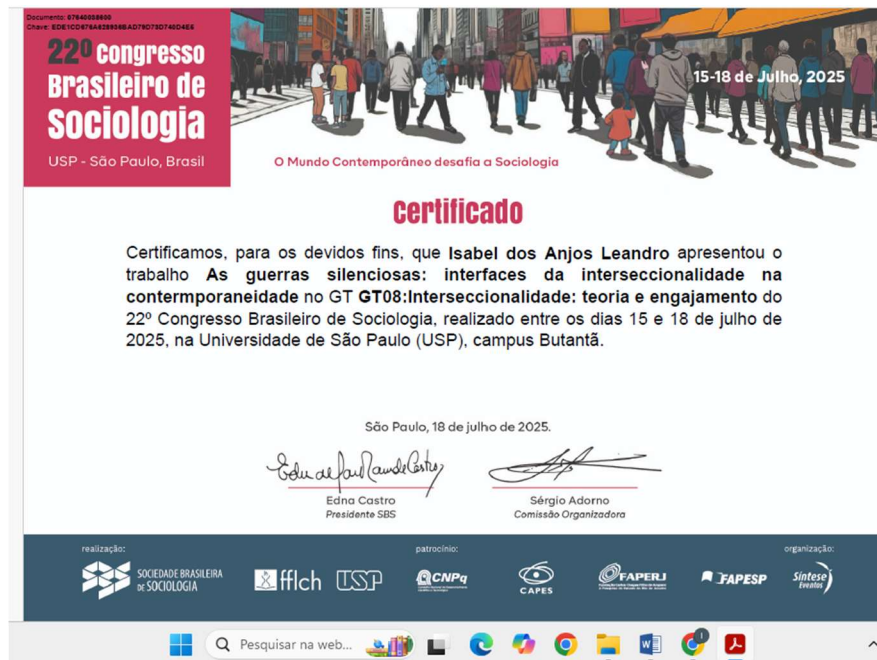 Documento: 07640008600
22º Congresso
Brasileiro de
Sociologia
USP - São Paulo, Brasil
15-18 de Julho, 2025
O Mundo Contemporâneo desafia a Sociologia
Certificado
Certificamos, para os devidos fins, que Isabel dos Anjos Leandro apresentou o
trabalho As guerras silenciosas: interfaces da interseccionalidade na
contermporaneidade no GT GT08:Interseccionalidade: teoria e engajamento do
22º Congresso Brasileiro de Sociologia, realizado entre os dias 15 e 18 de julho de
2025, na Universidade de São Paulo (USP), campus Butantã.
São Paulo, 18 de julho de 2025.
Edna Castro
Presidente SBS
Sérgio Adorno
Comissão Organizadora
realização:
patrocínio:
organização:
SOCIEDADE BRASILEIRA
DE SOCIOLOGIA
fflch
USP
CNPq
CAPES
FAPERJ
FAPESP
Síntese
Eventos
Pesquisar na web...